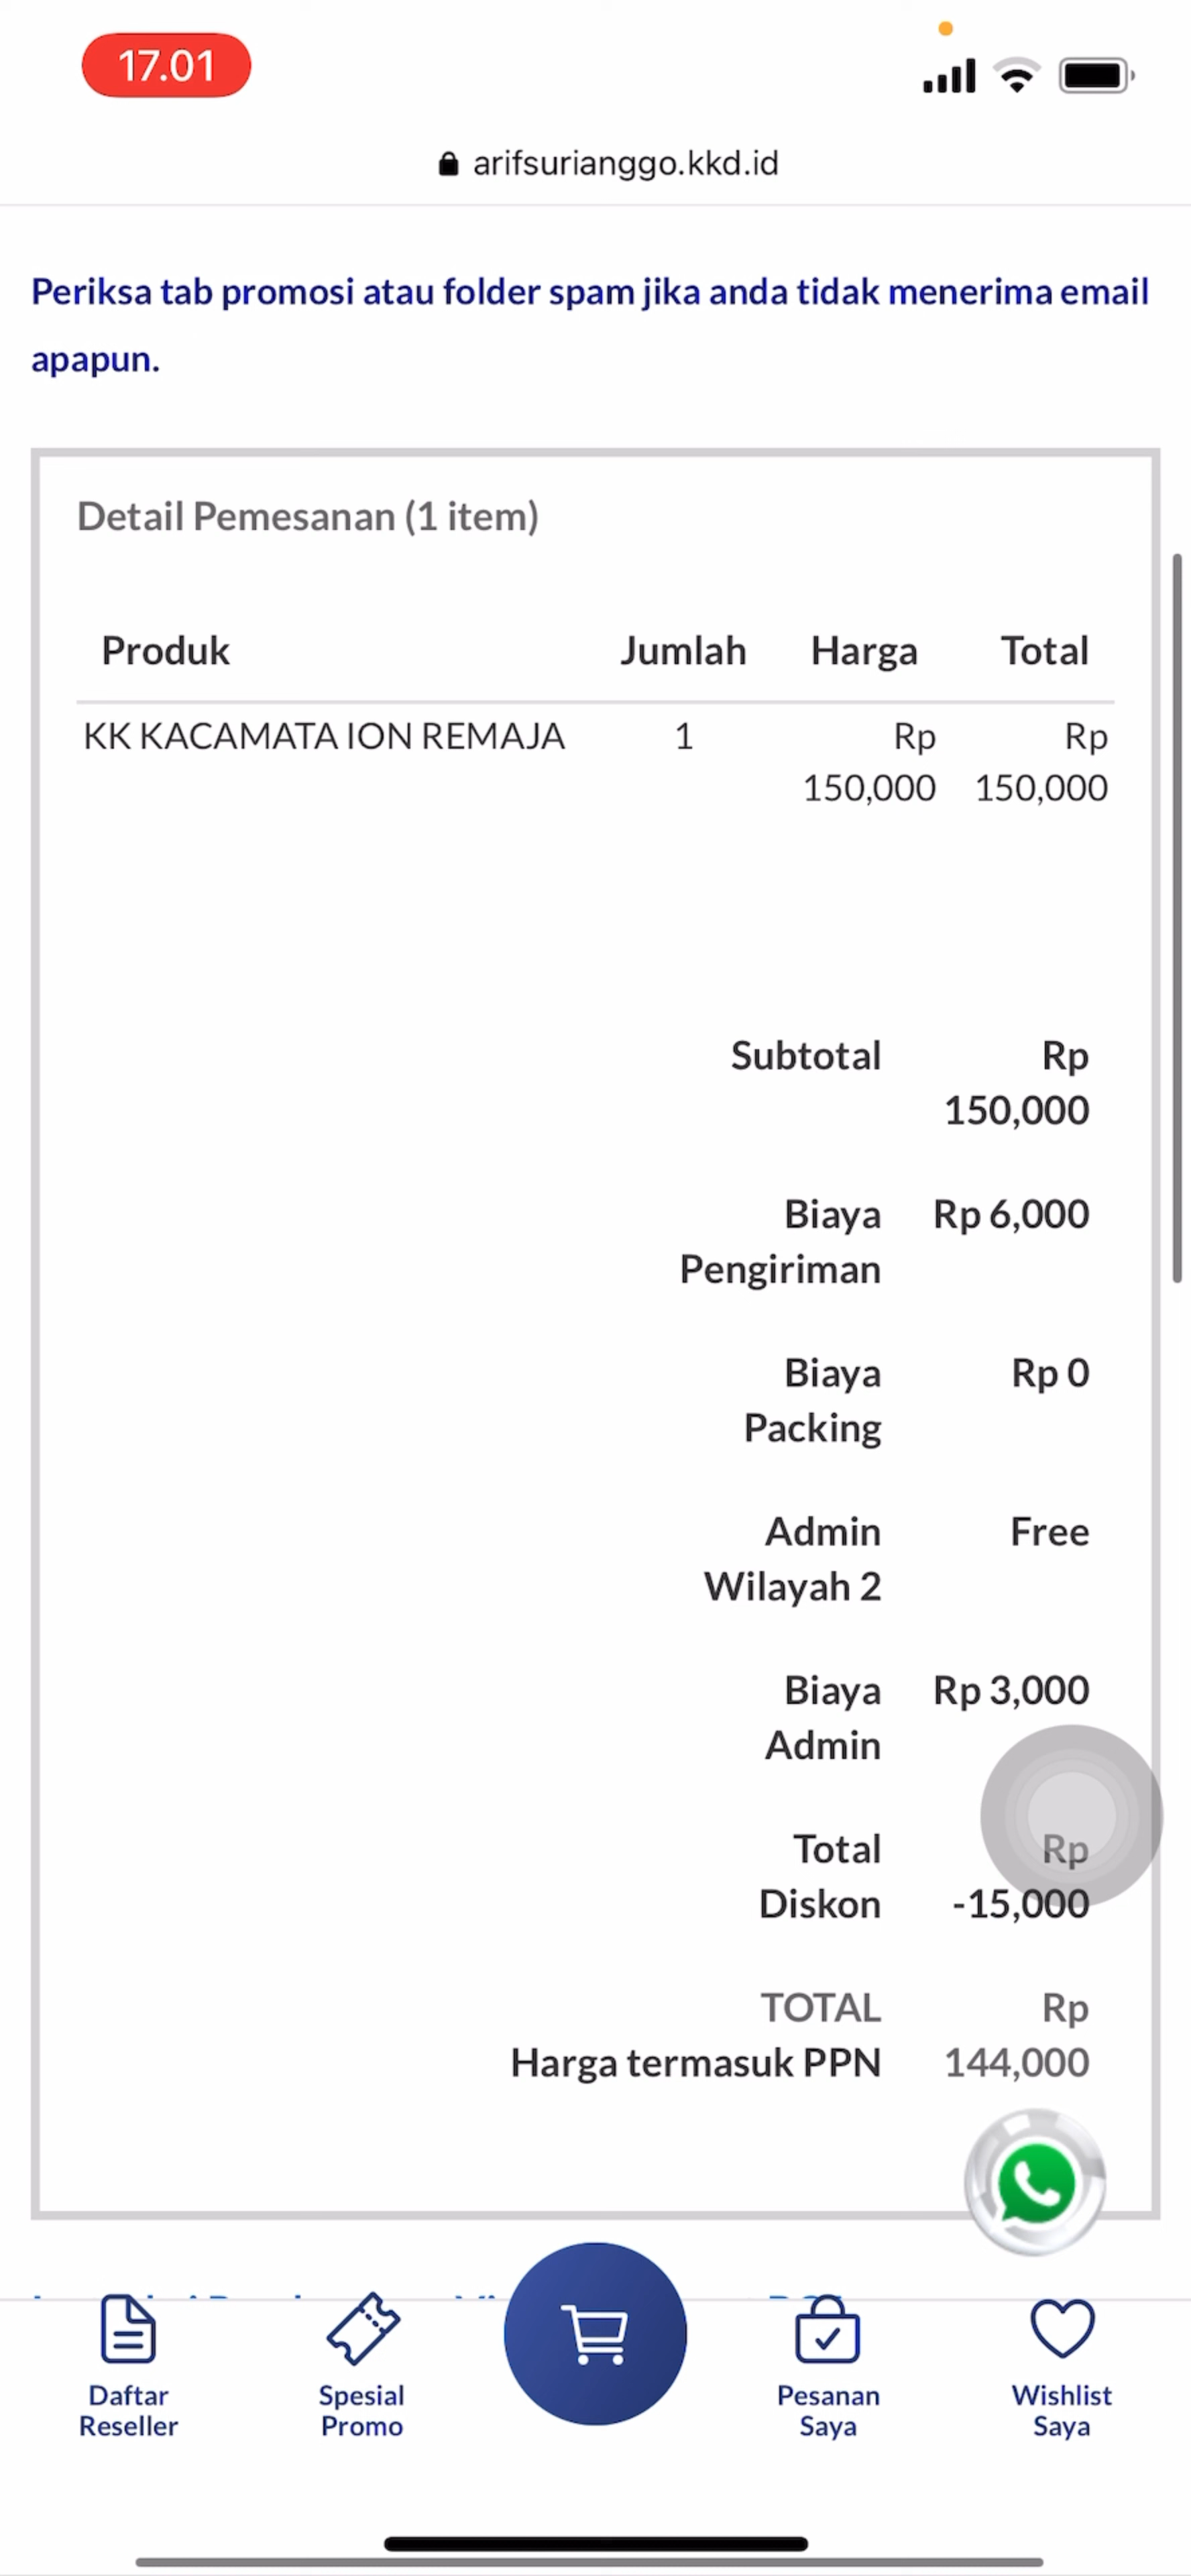 17.01
arifsurianggo.kkd.id
Periksa tab promosi atau folder spam jika anda tidak menerima email
apapun.
Detail Pemesanan (1 item)
Produk Jumlah Harga Total
KK KACAMATA ION REMAJA 1 Rp Rp
150,000 150,000
Subtotal Rp
150,000
Biaya Rp 6,000
Pengiriman
Biaya Rp 0
Packing
Admin Free
Wilayah 2
Biaya Rp 3,000
Admin
Total Rp
Diskon -15,000
TOTAL Rp
Harga termasuk PPN 144,000
Daftar Spesial Pesanan Wishlist
Reseller Promo Saya Saya